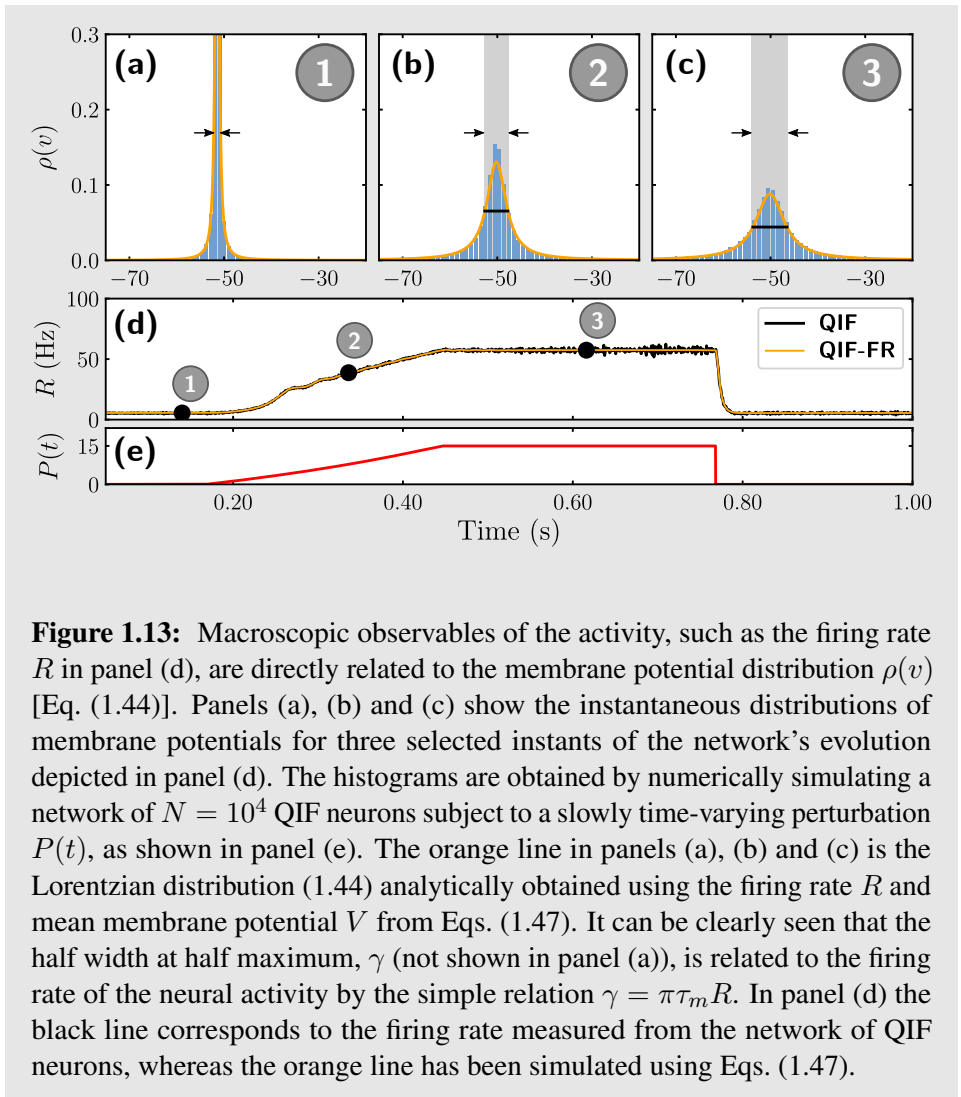 0.3
(a)
1
(b)
2
(c)
3
0.2
ρ(v)
0.1
0.0
−70
−50
−30
−70
−50
−30
−70
−50
−30
100
(d)
3
QIF
R (Hz)
2
QIF-FR
50
1
0
P(t)
15
(e)
0
0.20
0.40
0.60
0.80
1.00
Time (s)
Figure 1.13: Macroscopic observables of the activity, such as the firing rate
R in panel (d), are directly related to the membrane potential distribution ρ(v)
[Eq. (1.44)]. Panels (a), (b) and (c) show the instantaneous distributions of
membrane potentials for three selected instants of the network's evolution
depicted in panel (d). The histograms are obtained by numerically simulating a
network of N = 10⁴ QIF neurons subject to a slowly time-varying perturbation
P(t), as shown in panel (e). The orange line in panels (a), (b) and (c) is the
Lorentzian distribution (1.44) analytically obtained using the firing rate R and
mean membrane potential V from Eqs. (1.47). It can be clearly seen that the
half width at half maximum, γ (not shown in panel (a)), is related to the firing
rate of the neural activity by the simple relation γ = πτₘR. In panel (d) the
black line corresponds to the firing rate measured from the network of QIF
neurons, whereas the orange line has been simulated using Eqs. (1.47).